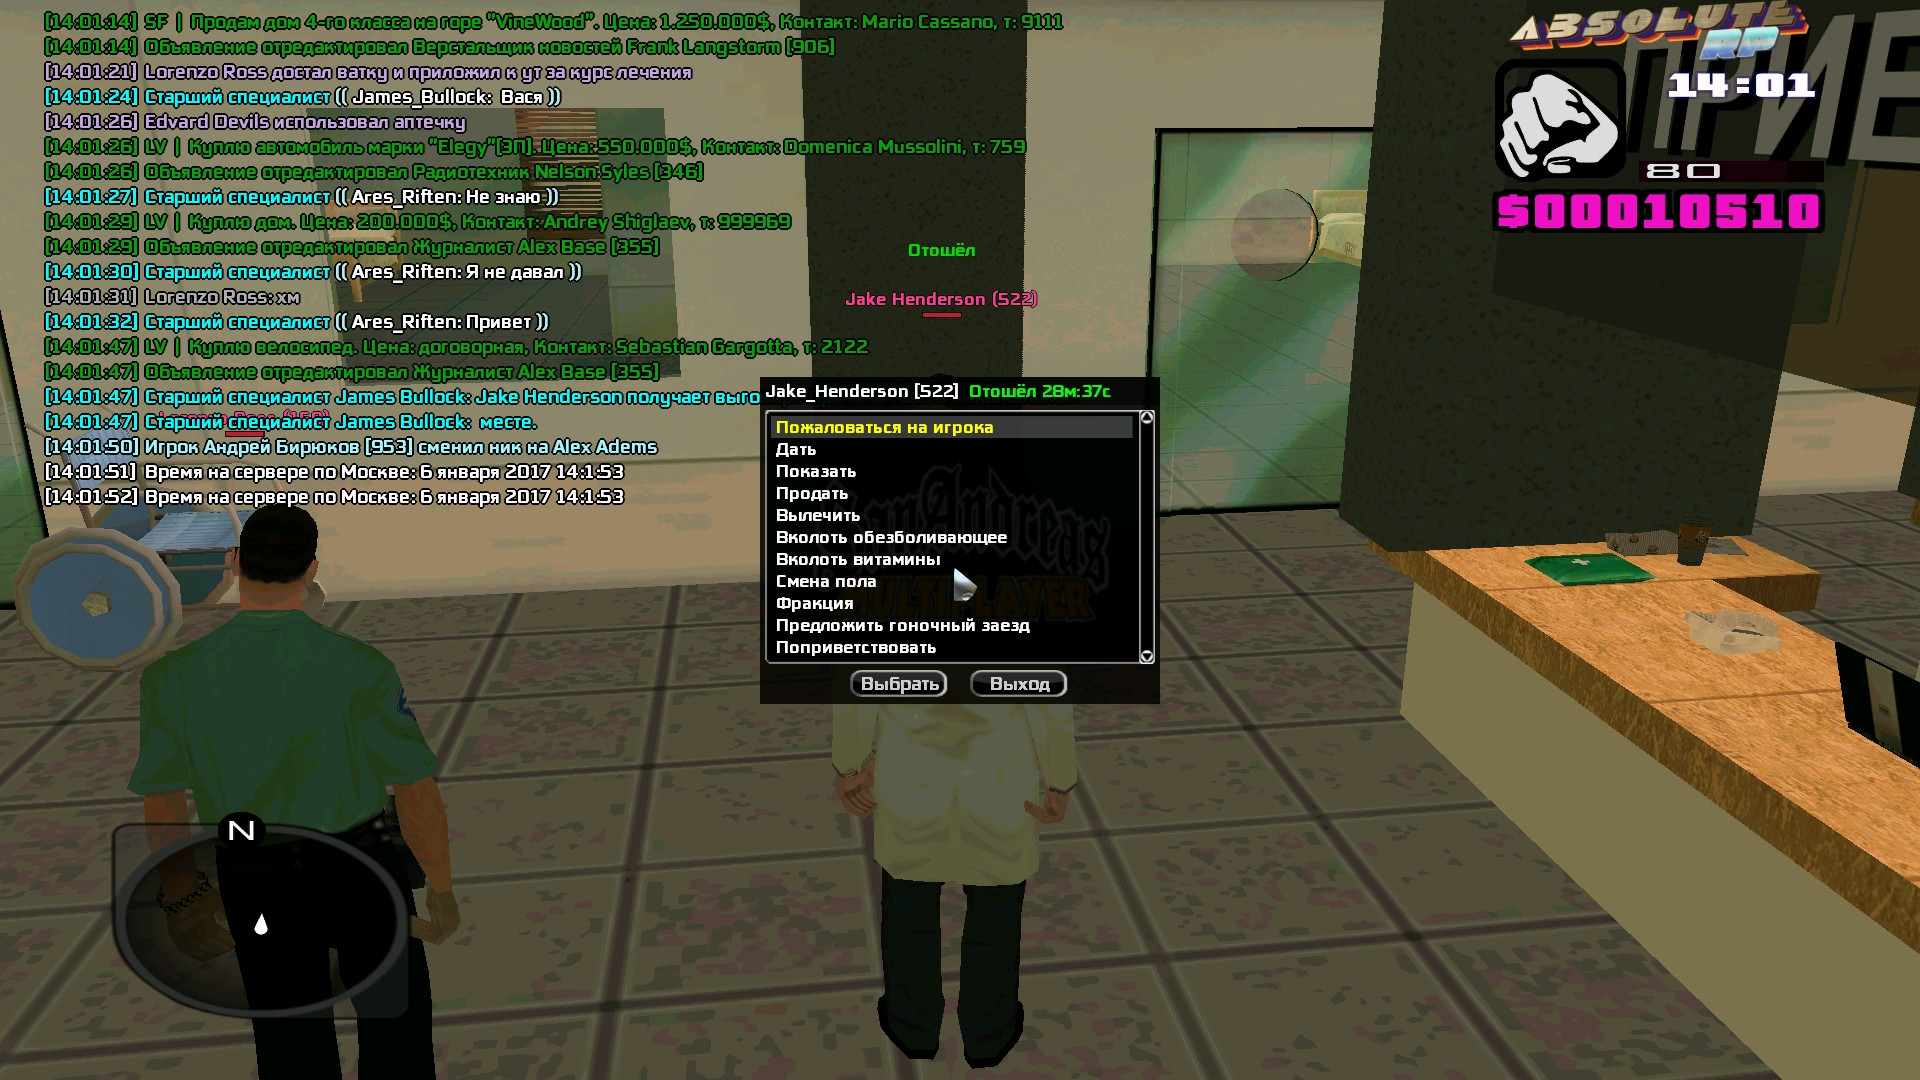 [14:01:14] SF | Продам дом 4-го класса на горе "VineWood". Цена: 1.250.000$, Контакт: Mario Cassano, т: 9111
[14:01:14] Объявление отредактировал Верстальщик новостей Frank Langstorm [906]
[14:01:21] Lorenzo Ross достал ватку и приложил к ут за курс лечения
[14:01:24] Старший специалист (( James_Bullock: Вася ))
[14:01:26] Edvard Devils использовал аптечку
[14:01:26] LV | Куплю автомобиль марки "Elegy"[ЗП]. Цена: 550.000$, Контакт: Domenica Mussolini, т: 759
[14:01:26] Объявление отредактировал Радиотехник Nelson Syles [346]
[14:01:27] Старший специалист (( Ares_Riften: Не знаю ))
[14:01:29] LV | Куплю дом. Цена: 200.000$, Контакт: Andrey Shiglaev, т: 999969
[14:01:29] Объявление отредактировал Журналист Alex Base [355]
[14:01:30] Старший специалист (( Ares_Riften: Я не давал ))
[14:01:31] Lorenzo Ross: хм
[14:01:32] Старший специалист (( Ares_Riften: Привет ))
[14:01:47] LV | Куплю велосипед. Цена: договорная, Контакт: Sebastian Gargotta, т: 2122
[14:01:47] Объявление отредактировал Журналист Alex Base [355]
[14:01:47] Старший специалист James Bullock: Jake Henderson получает выго
[14:01:47] Старший специалист James Bullock: месте.
[14:01:50] Игрок Андрей Бирюков [953] сменил ник на Alex Adems
[14:01:51] Время на сервере по Москве: 6 января 2017 14:1:53
[14:01:52] Время на сервере по Москве: 6 января 2017 14:1:53
ABSOLUTE
RP
ПРИЕ
14:01
80
$00010510
Отошёл
Jake Henderson (522)
Jake_Henderson [522] Отошёл 28м:37с
Пожаловаться на игрока
Дать
Показать
Продать
Вылечить
Вколоть обезболивающее
Вколоть витамины
Смена пола
Фракция
Предложить гоночный заезд
Поприветствовать
San Andreas
MULTIPLAYER
Выбрать
Выход
N